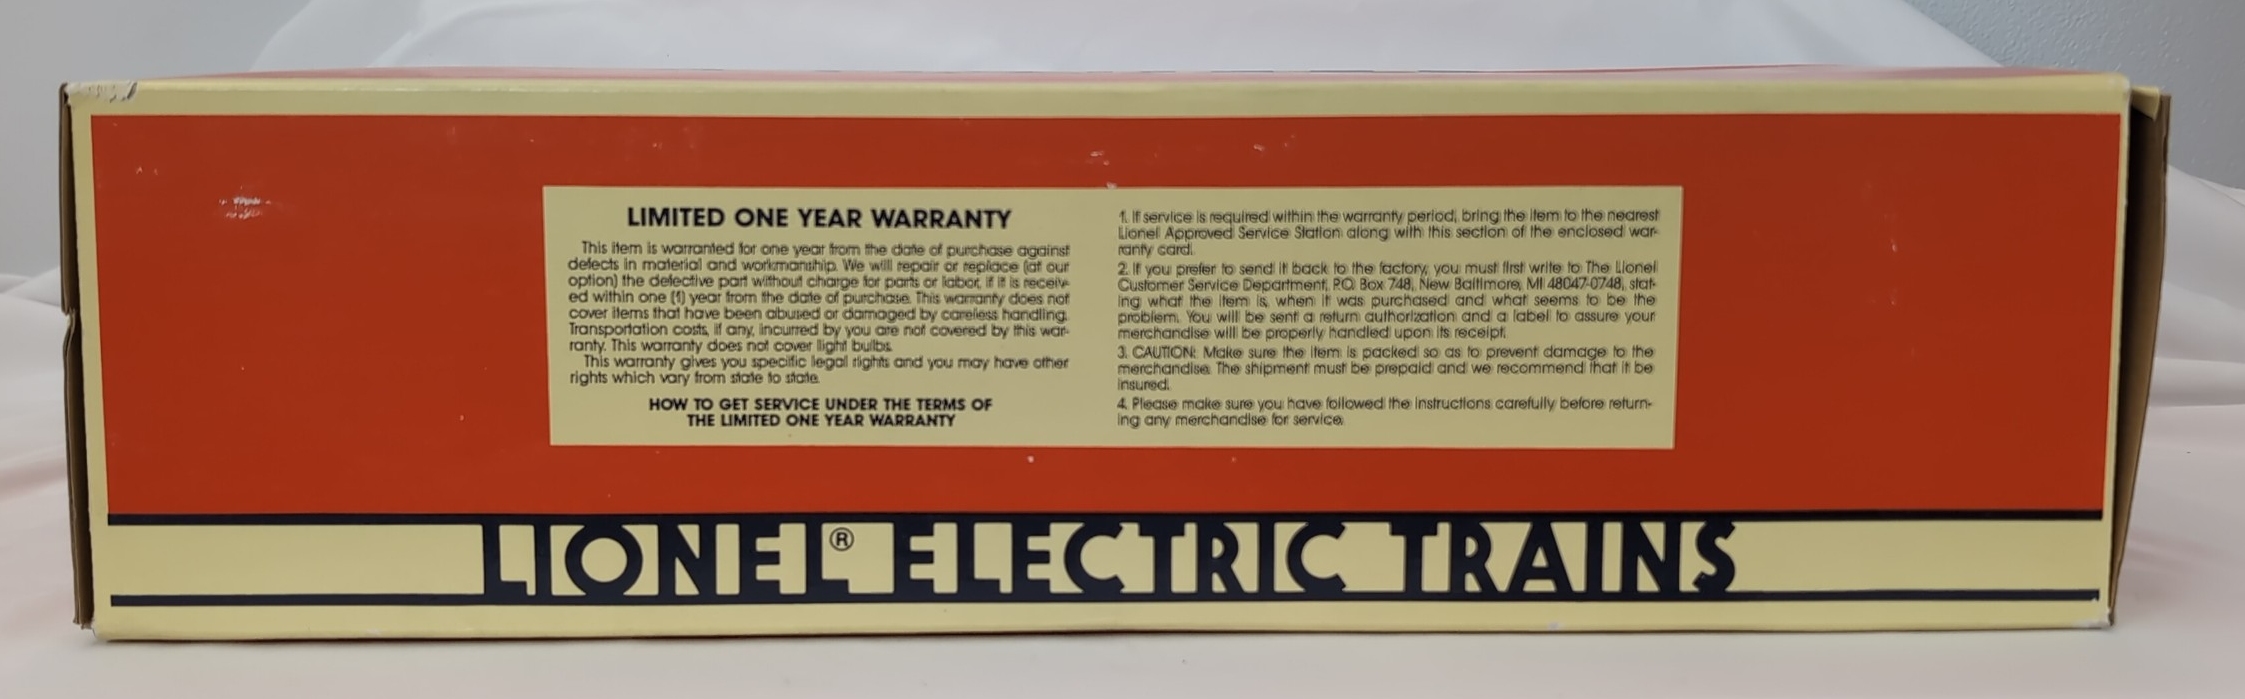 LIMITED ONE YEAR WARRANTY
This item is warranted for one year from the date of purchase against
defects in material and workmanship. We will repair or replace (at our
option) the defective part without charge for parts or labor, if it is receiv-
ed within one (1) year from the date of purchase. This warranty does not
cover items that have been abused or damaged by careless handling.
Transportation costs, if any, incurred by you are not covered by this war-
ranty. This warranty does not cover light bulbs.
This warranty gives you specific legal rights and you may have other
rights which vary from state to state.
HOW TO GET SERVICE UNDER THE TERMS OF
THE LIMITED ONE YEAR WARRANTY
1. If service is required within the warranty period, bring the item to the nearest
Lionel Approved Service Station along with this section of the enclosed war-
ranty card.
2. If you prefer to send it back to the factory, you must first write to The Lionel
Customer Service Department, P.O. Box 748, New Baltimore, MI 48047-0748, stat-
ing what the item is, when it was purchased and what seems to be the
problem. You will be sent a return authorization and a label to assure your
merchandise will be properly handled upon its receipt.
3. CAUTION: Make sure the item is packed so as to prevent damage to the
merchandise. The shipment must be prepaid and we recommend that it be
insured.
4. Please make sure you have followed the instructions carefully before return-
ing any merchandise for service.
LIONEL® ELECTRIC TRAINS